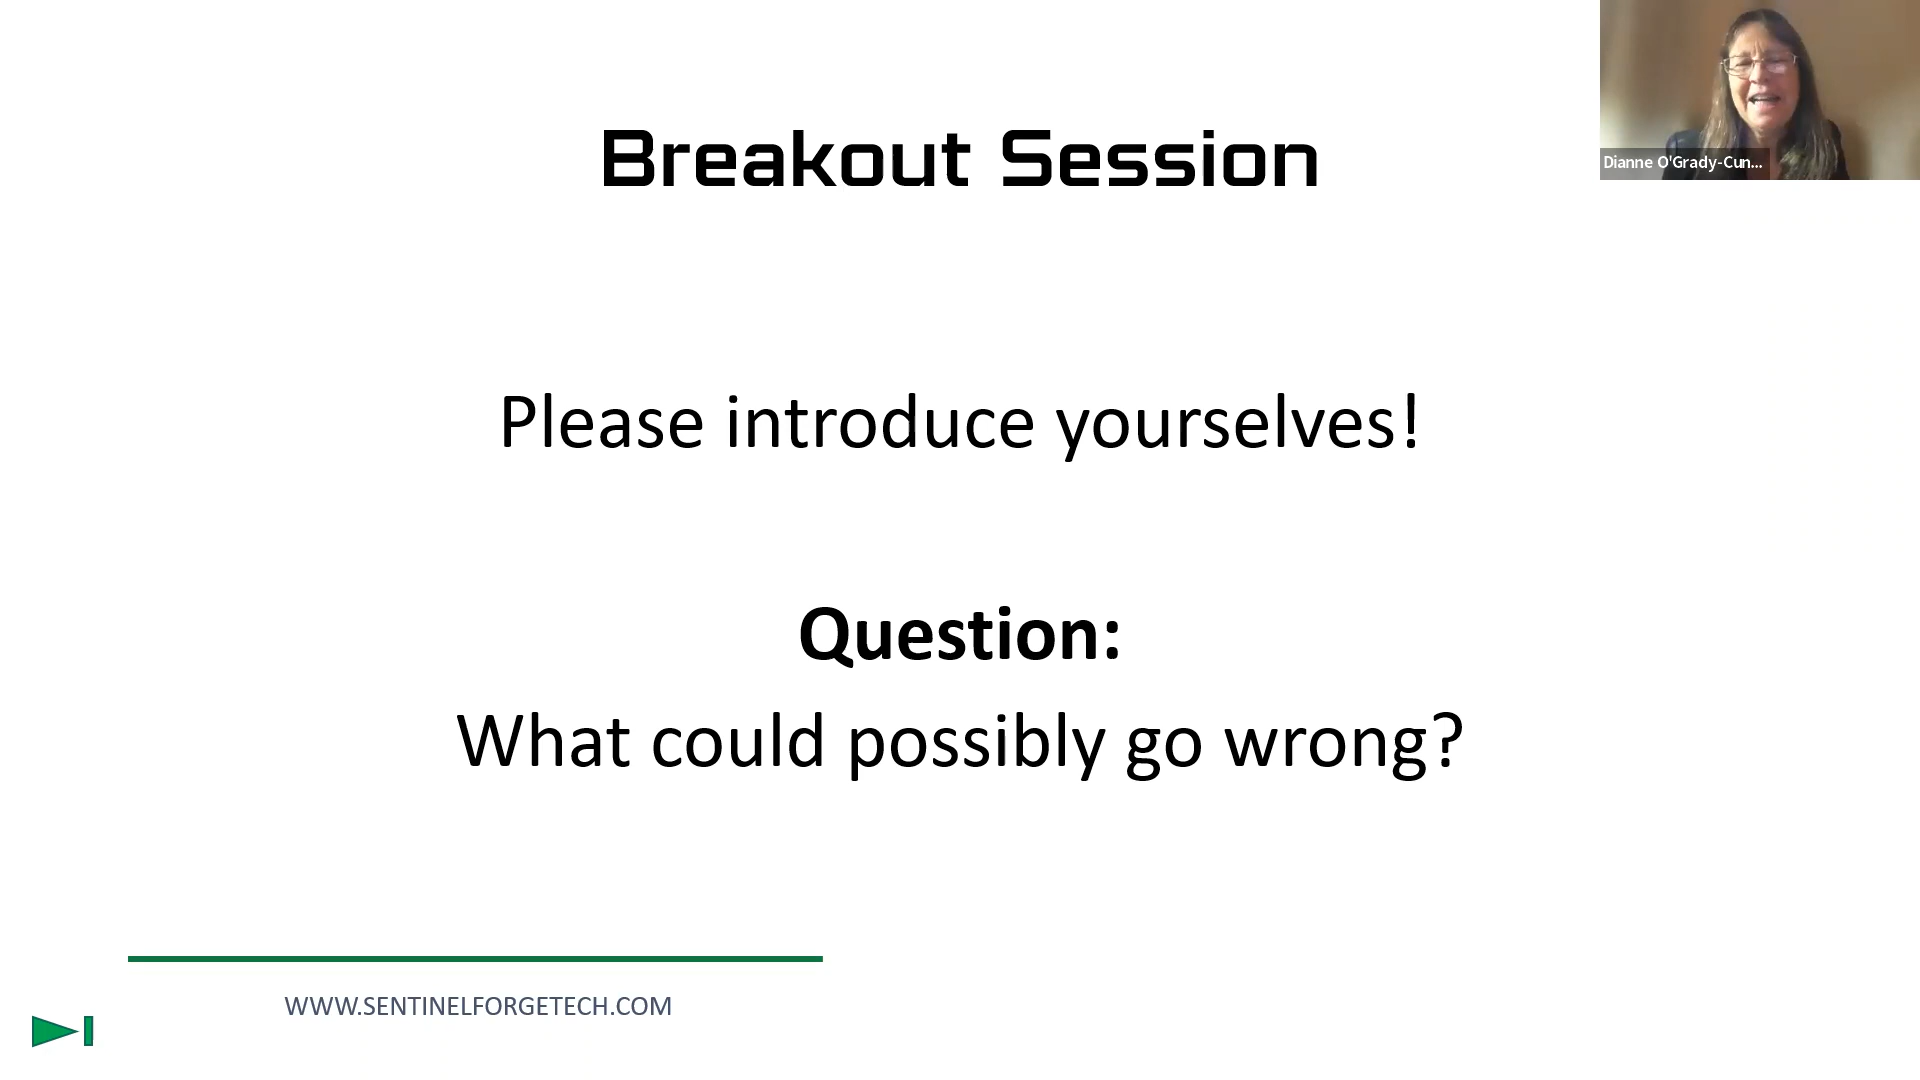 Breakout Session
Dianne O'Grady-Cun...
Please introduce yourselves!
Question:
What could possibly go wrong?
WWW.SENTINELFORGETECH.COM